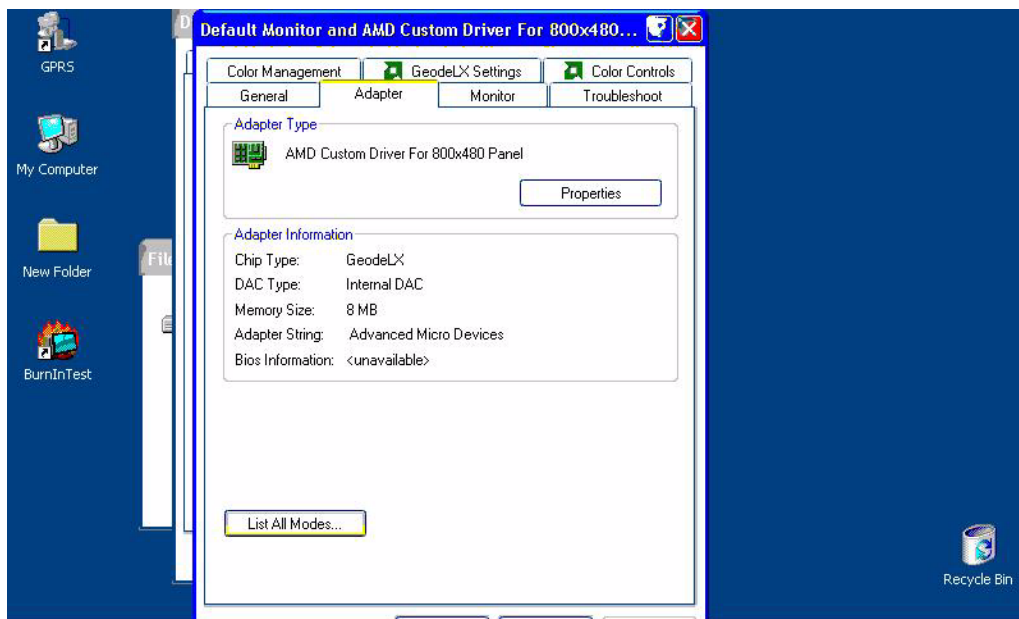 GPRS
My Computer
New Folder
BurnInTest
D
File
Default Monitor and AMD Custom Driver For 800x480...
Color Management
GeodeLX Settings
Color Controls
General
Adapter
Monitor
Troubleshoot
Adapter Type
AMD Custom Driver For 800x480 Panel
Properties
Adapter Information
Chip Type: GeodeLX
DAC Type: Internal DAC
Memory Size: 8 MB
Adapter String: Advanced Micro Devices
Bios Information: <unavailable>
List All Modes...
Recycle Bin